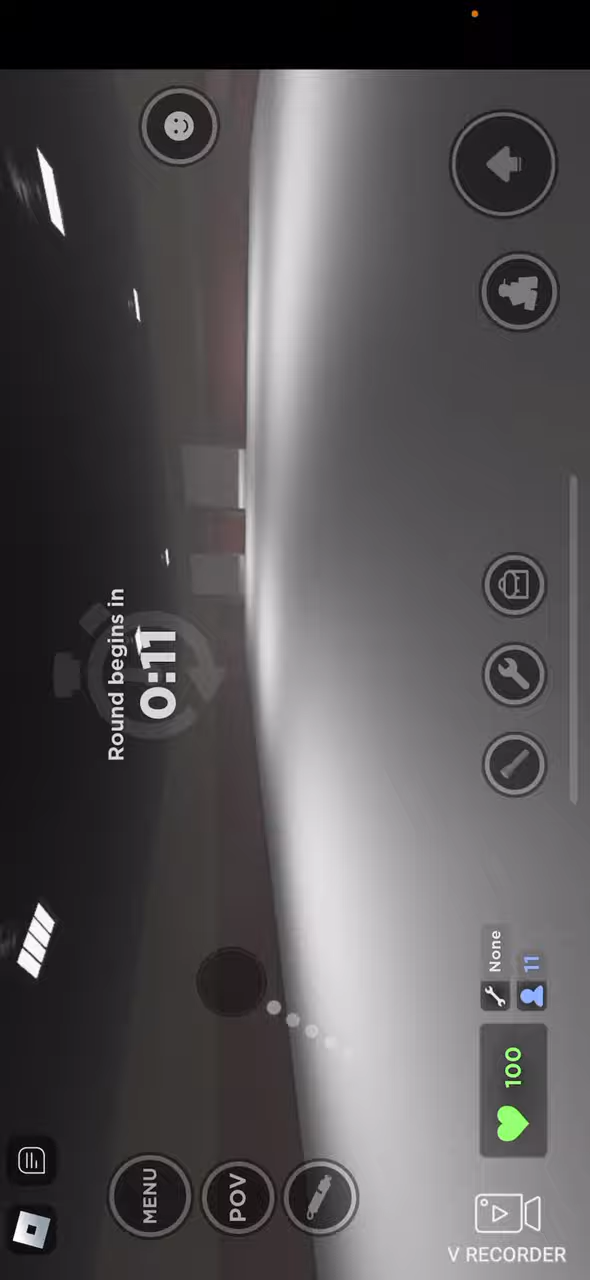 Round begins in
0:11
MENU
POV
None
11
100
V RECORDER